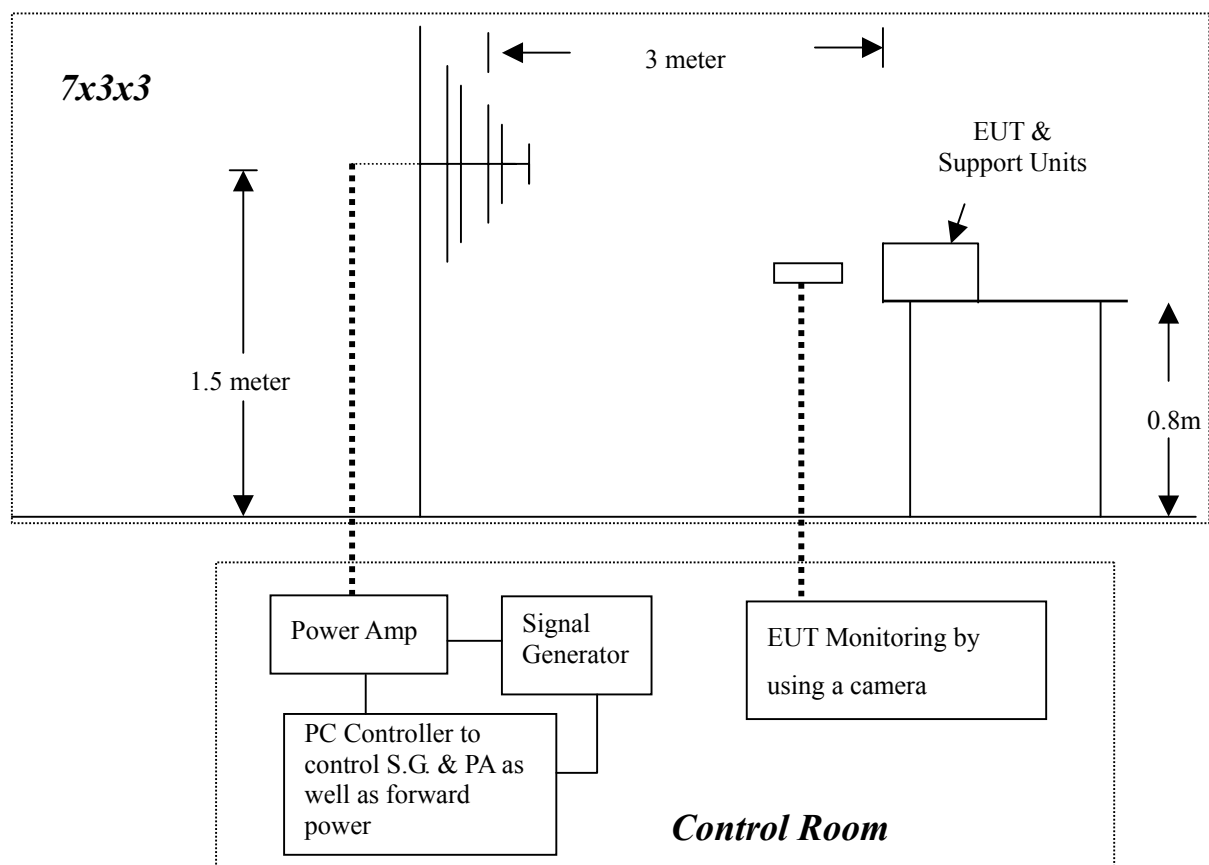 7x3x3
3 meter
EUT &
Support Units
1.5 meter
0.8m
Power Amp
Signal
Generator
EUT Monitoring by
using a camera
PC Controller to
control S.G. & PA as
well as forward
power
Control Room